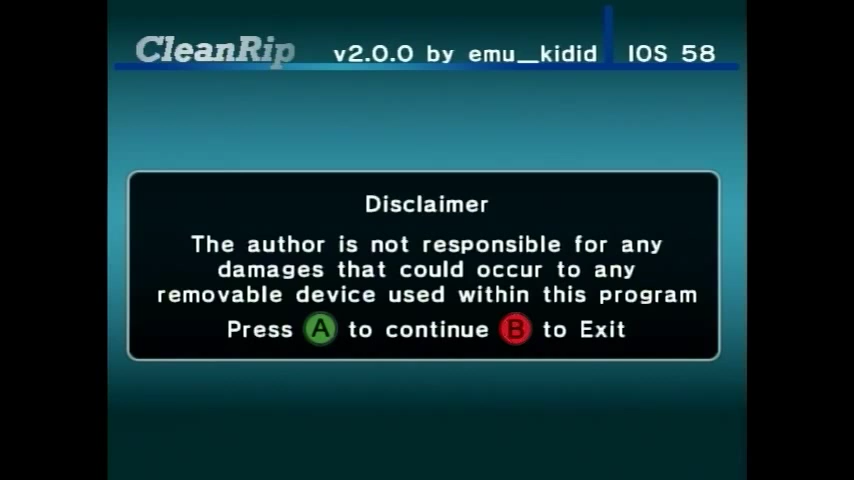 CleanRip v2.0.0 by emu_kidid IOS 58
Disclaimer
The author is not responsible for any
damages that could occur to any
removable device used within this program
Press A to continue B to Exit